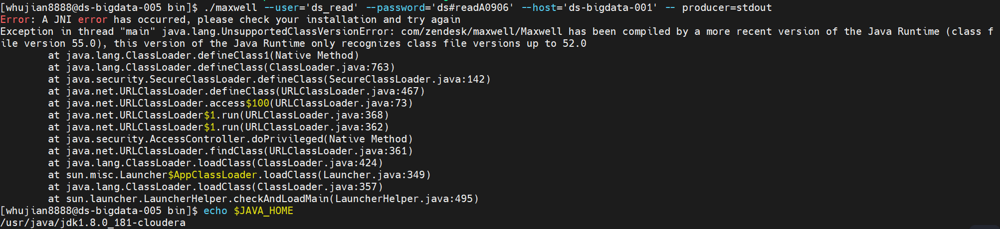 [whujian8888@ds-bigdata-005 bin]$ ./maxwell --user='ds_read' --password='ds#readA0906' --host='ds-bigdata-001' -- producer=stdout
Error: A JNI error has occurred, please check your installation and try again
Exception in thread "main" java.lang.UnsupportedClassVersionError: com/zendesk/maxwell/Maxwell has been compiled by a more recent version of the Java Runtime (class f
ile version 55.0), this version of the Java Runtime only recognizes class file versions up to 52.0
        at java.lang.ClassLoader.defineClass1(Native Method)
        at java.lang.ClassLoader.defineClass(ClassLoader.java:763)
        at java.security.SecureClassLoader.defineClass(SecureClassLoader.java:142)
        at java.net.URLClassLoader.defineClass(URLClassLoader.java:467)
        at java.net.URLClassLoader.access$100(URLClassLoader.java:73)
        at java.net.URLClassLoader$1.run(URLClassLoader.java:368)
        at java.net.URLClassLoader$1.run(URLClassLoader.java:362)
        at java.security.AccessController.doPrivileged(Native Method)
        at java.net.URLClassLoader.findClass(URLClassLoader.java:361)
        at java.lang.ClassLoader.loadClass(ClassLoader.java:424)
        at sun.misc.Launcher$AppClassLoader.loadClass(Launcher.java:349)
        at java.lang.ClassLoader.loadClass(ClassLoader.java:357)
        at sun.launcher.LauncherHelper.checkAndLoadMain(LauncherHelper.java:495)
[whujian8888@ds-bigdata-005 bin]$ echo $JAVA_HOME
/usr/java/jdk1.8.0_181-cloudera